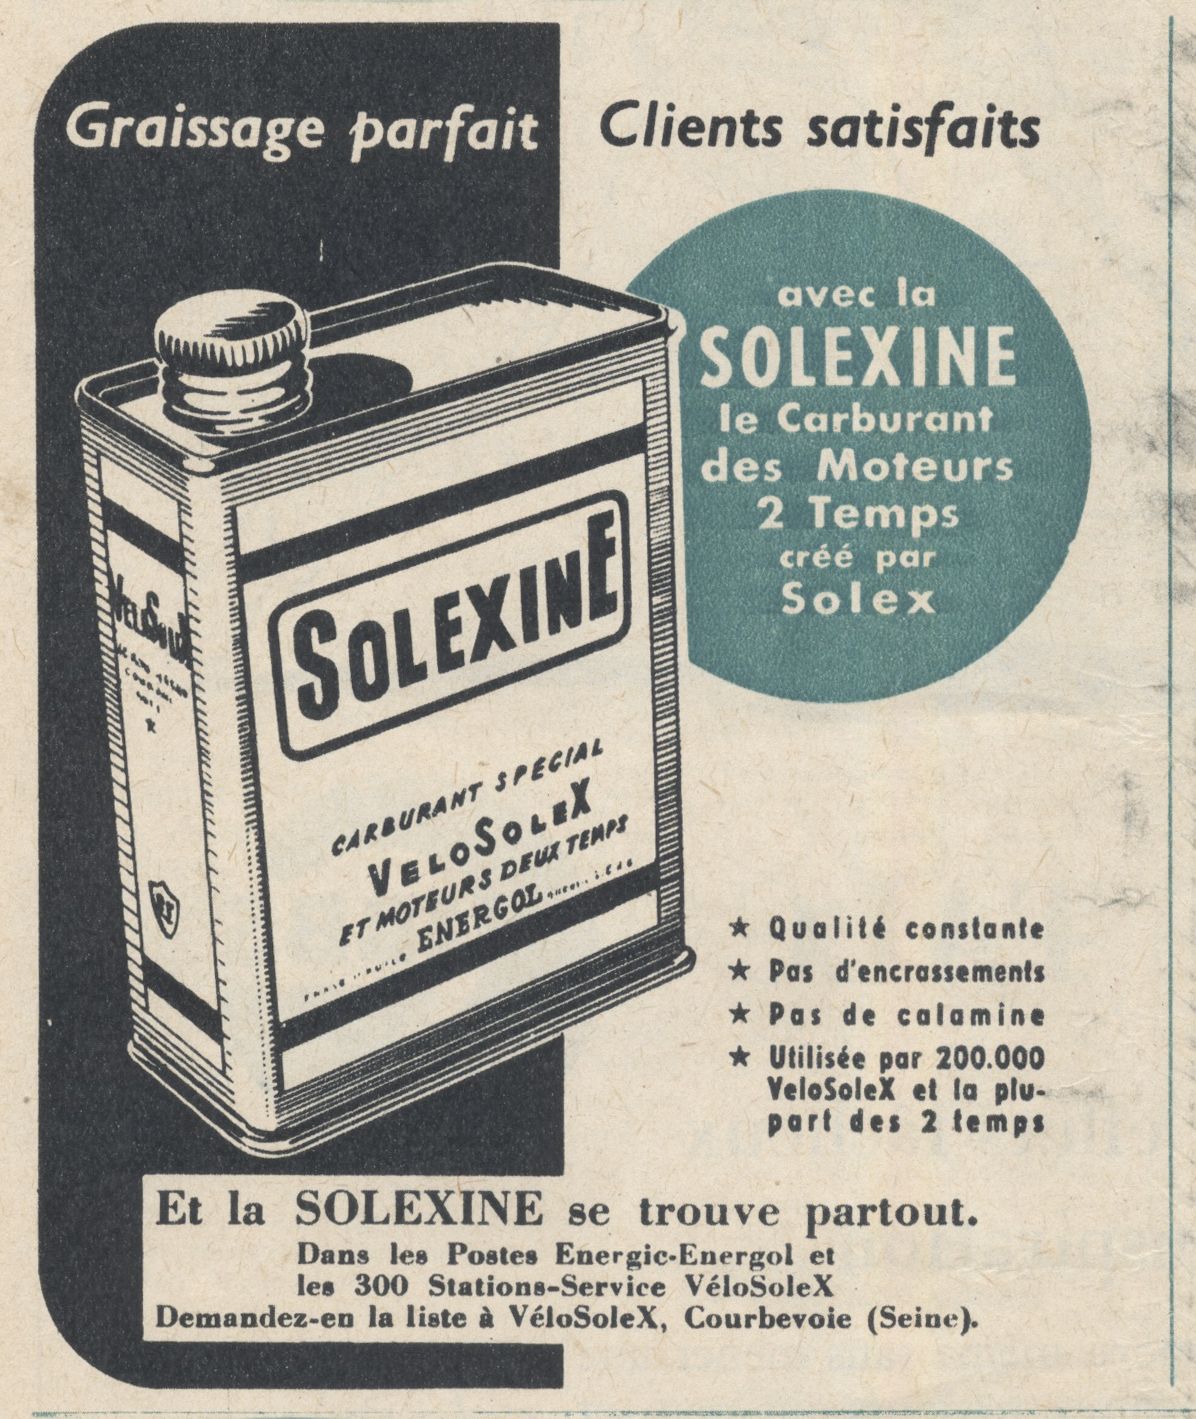 Graissage parfait Clients satisfaits
avec la
SOLEXINE
le Carburant
des Moteurs
2 Temps
créé par
Solex
SOLEXINE
CARBURANT SPECIAL
VELOSOLEX
ET MOTEURS DEUX TEMPS
ENERGOL
VELOSOLEX
★ Qualité constante
★ Pas d'encrassements
★ Pas de calamine
★ Utilisée par 200.000
VeloSoleX et la plu-
part des 2 temps
Et la SOLEXINE se trouve partout.
Dans les Postes Energic-Energol et
les 300 Stations-Service VéloSoleX
Demandez-en la liste à VéloSoleX, Courbevoie (Seine).